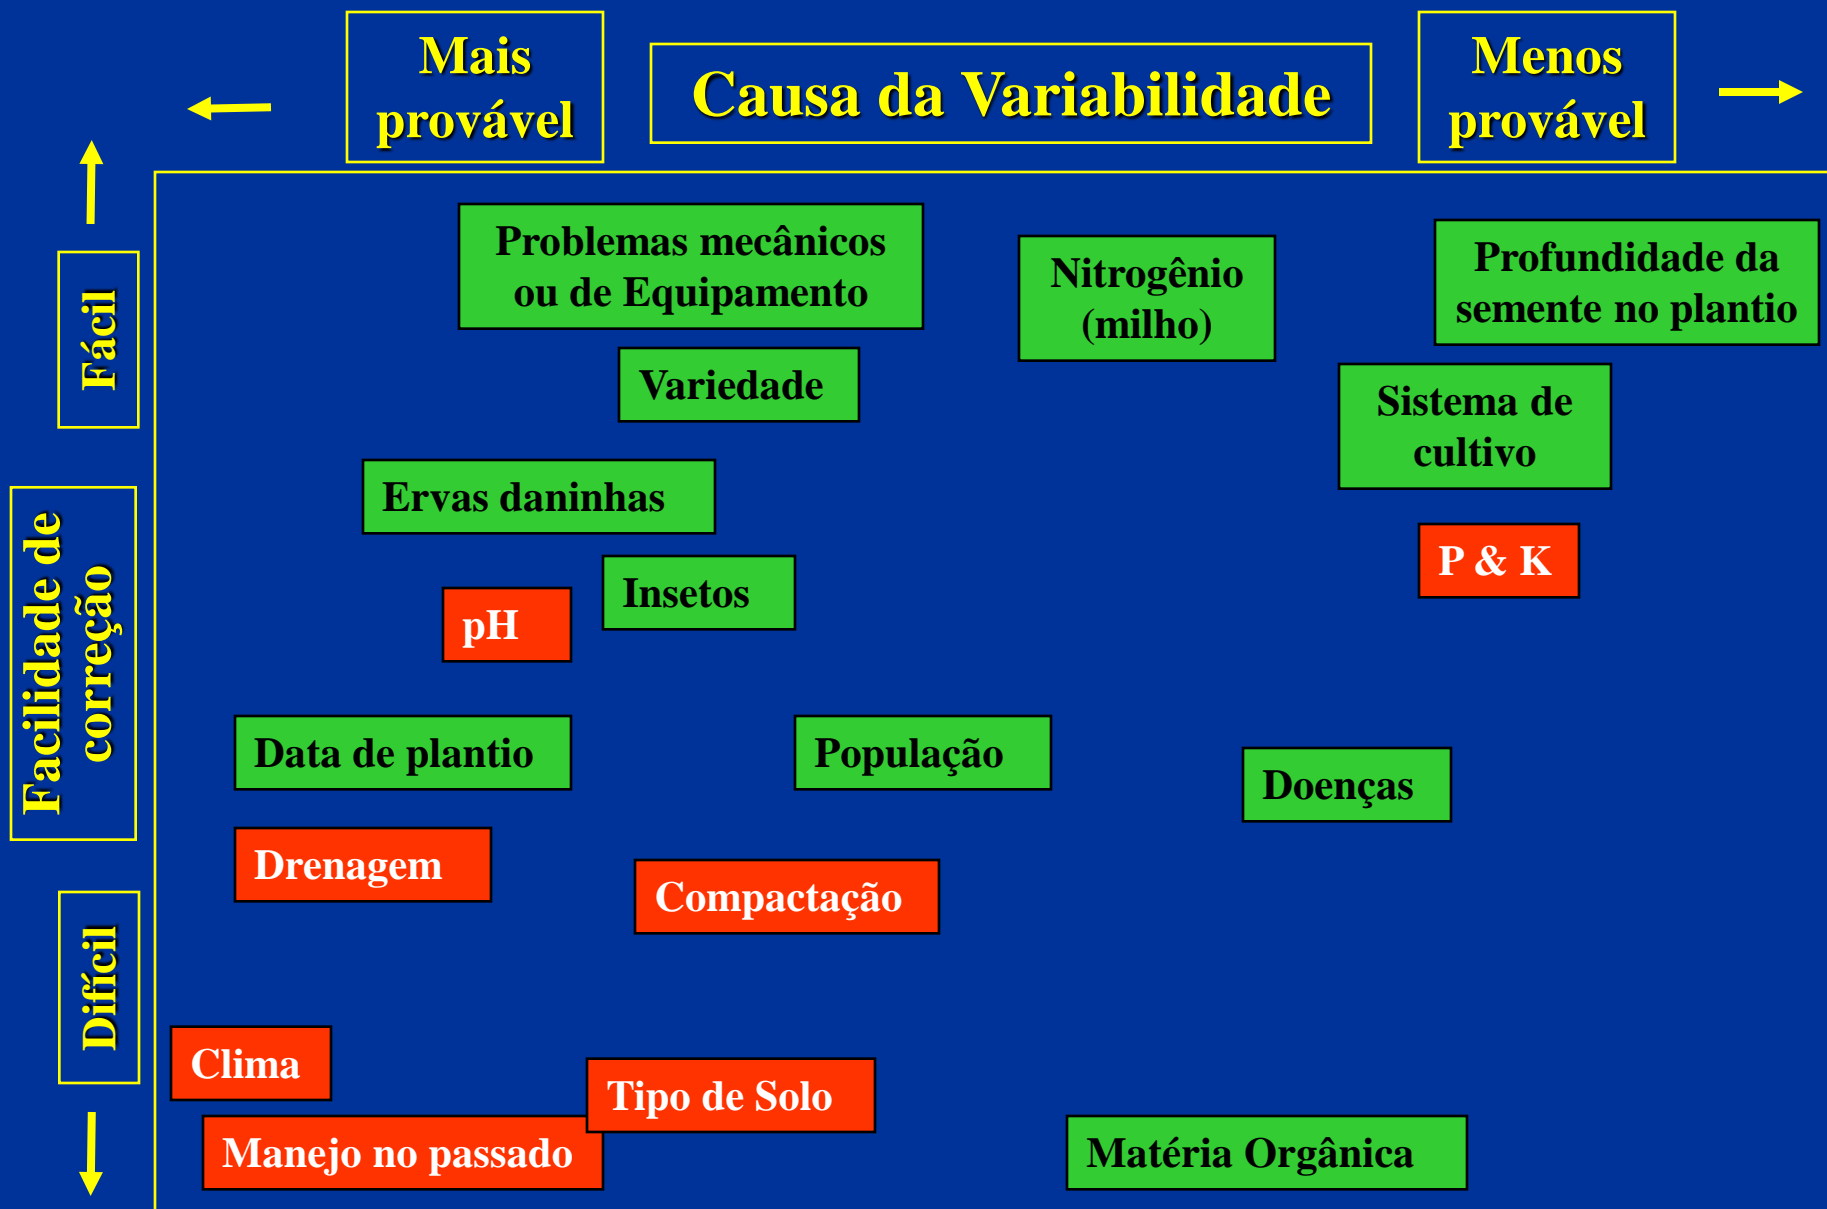 Mais
provável
Causa da Variabilidade
Menos
provável
Fácil
Facilidade de
correção
Difícil
Problemas mecânicos
ou de Equipamento
Nitrogênio
(milho)
Profundidade da
semente no plantio
Variedade
Sistema de
cultivo
Ervas daninhas
P & K
Insetos
pH
Data de plantio
População
Doenças
Drenagem
Compactação
Clima
Tipo de Solo
Manejo no passado
Matéria Orgânica